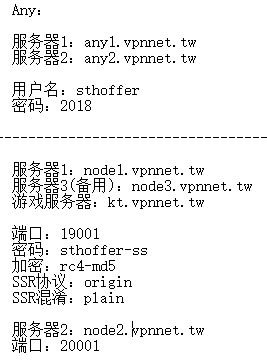 Any:
服务器1: any1.vpnnet.tw
服务器2: any2.vpnnet.tw
用户名: sthoffer
密码: 2018
服务器1: node1.vpnnet.tw
服务器3(备用): node3.vpnnet.tw
游戏服务器: kt.vpnnet.tw
端口: 19001
密码: sthoffer-ss
加密: rc4-md5
SSR协议: origin
SSR混淆: plain
服务器2: node2.vpnnet.tw
端口: 20001